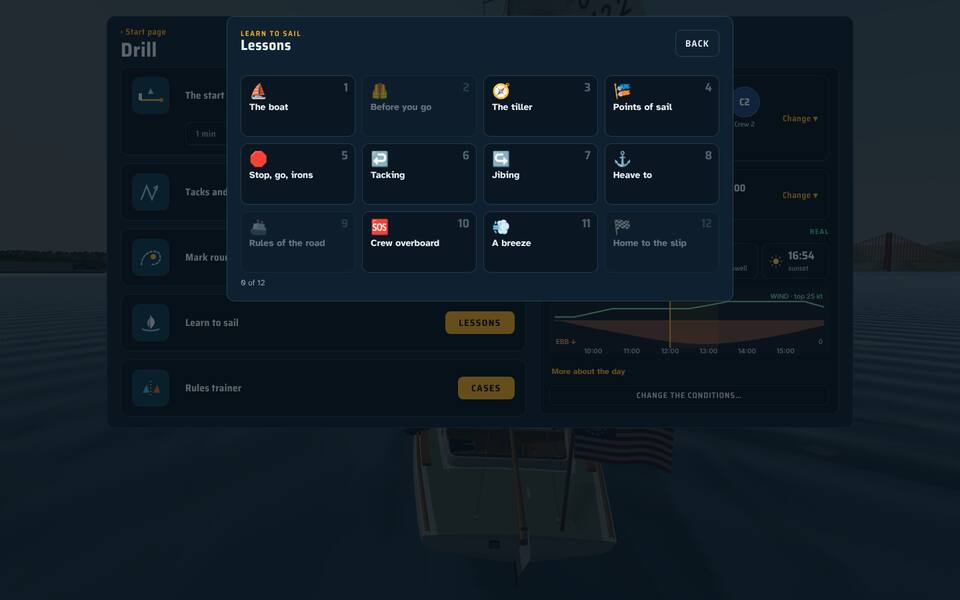 ‹ Start page
Drill
LEARN TO SAIL
Lessons
BACK
1
The boat
2
Before you go
3
The tiller
4
Points of sail
5
Stop, go, irons
6
Tacking
7
Jibing
8
Heave to
9
Rules of the road
10
SOS
Crew overboard
11
A breeze
12
Home to the slip
0 of 12
The start
1 min
Tacks and
Mark
Learn to sail
LESSONS
Rules trainer
CASES
C2
Crew 2
Change ▾
00
Change ▾
REAL
16:54
sunset
WIND · top 25 kt
EBB ↓
0
10:00 11:00 12:00 13:00 14:00 15:00
More about the day
CHANGE THE CONDITIONS…